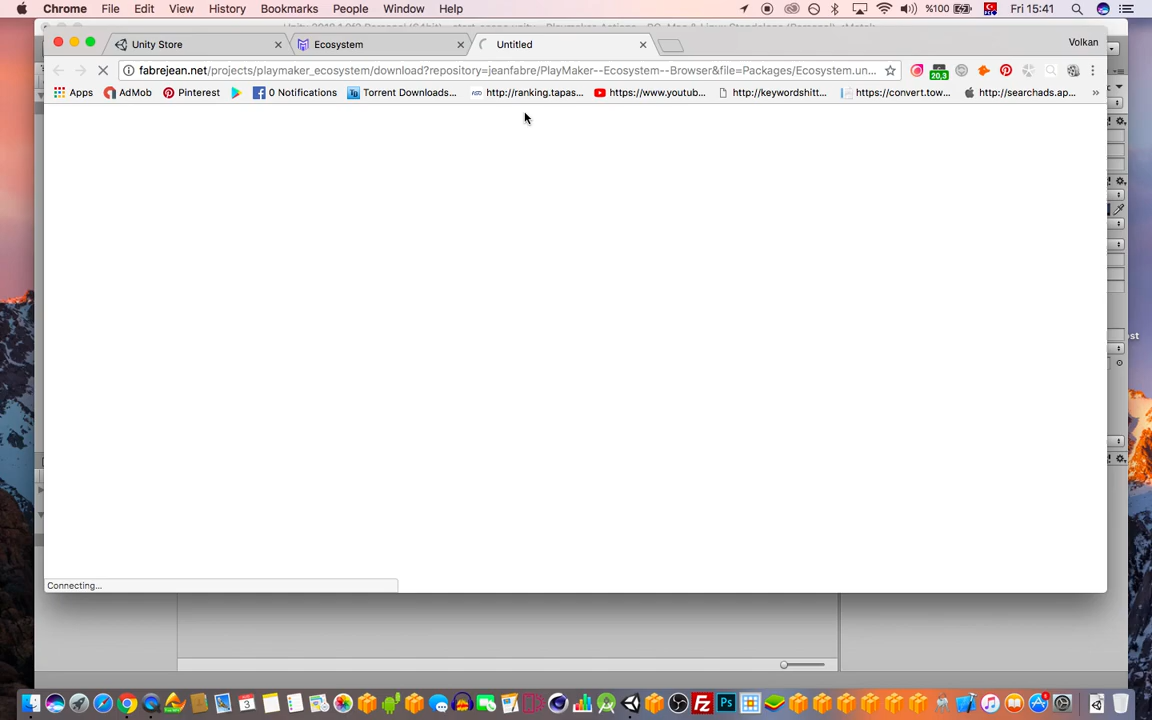 Chrome File Edit View History Bookmarks People Window Help %100 Fri 15:41
Unity Store Ecosystem Untitled Volkan
fabrejean.net/projects/playmaker_ecosystem/download?repository=jeanfabre/PlayMaker--Ecosystem--Browser&file=Packages/Ecosystem.un... 20,3
Apps AdMob Pinterest 0 Notifications Torrent Downloads... http://ranking.tapas... https://www.youtub... http://keywordshitt... https://convert.tow... http://searchads.ap... »
Connecting...